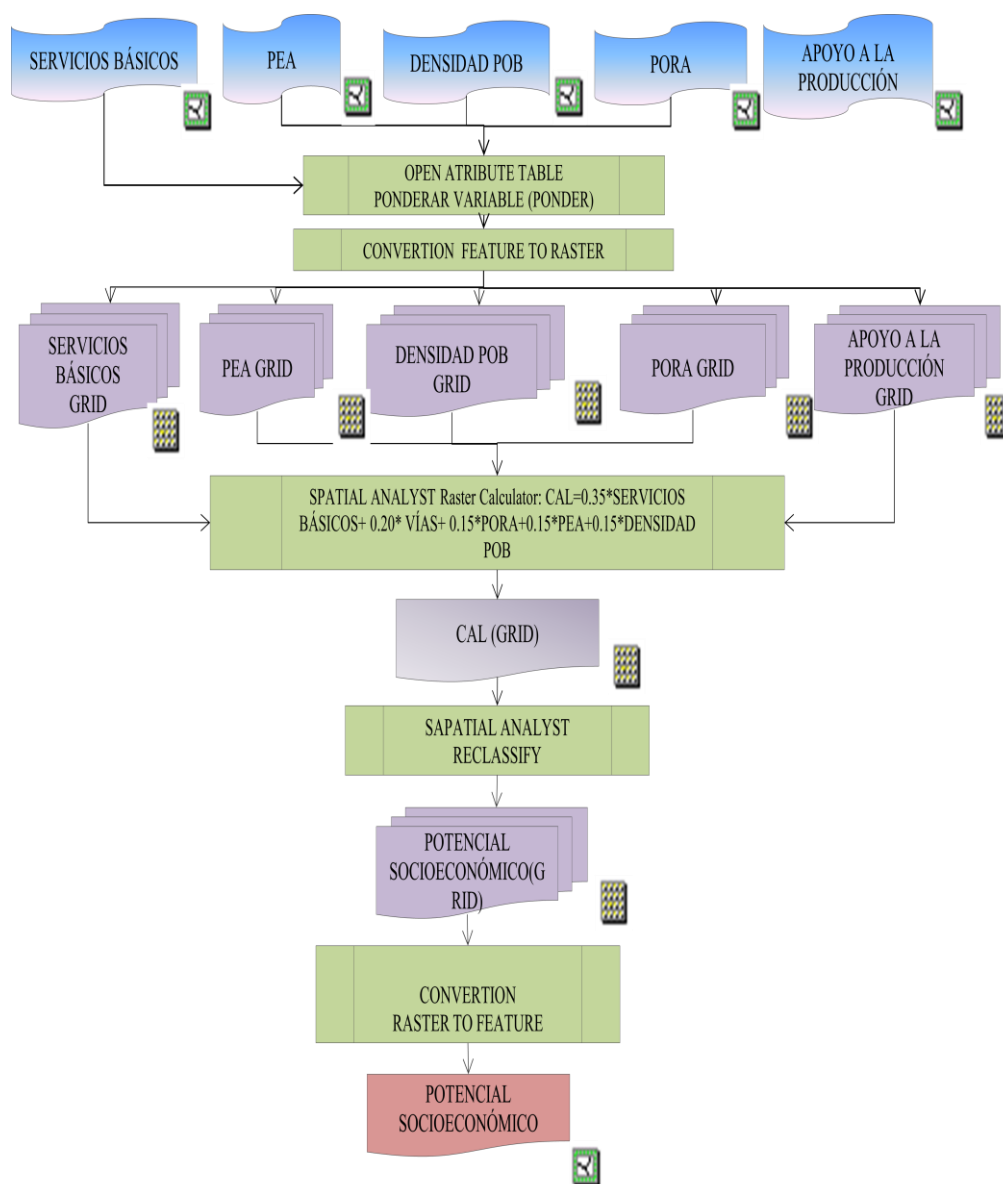 SERVICIOS BÁSICOS
PEA
DENSIDAD POB
PORA
APOYO A LA
PRODUCCIÓN
OPEN ATRIBUTE TABLE
PONDERAR VARIABLE (PONDER)
CONVERTION FEATURE TO RASTER
SERVICIOS
BÁSICOS
GRID
PEA GRID
DENSIDAD POB
GRID
PORA GRID
APOYO A LA
PRODUCCIÓN
GRID
SPATIAL ANALYST Raster Calculator: CAL=0.35*SERVICIOS
BÁSICOS+ 0.20* VÍAS+ 0.15*PORA+0.15*PEA+0.15*DENSIDAD
POB
CAL (GRID)
SAPATIAL ANALYST
RECLASSIFY
POTENCIAL
SOCIOECONÓMICO(G
RID)
CONVERTION
RASTER TO FEATURE
POTENCIAL
SOCIOECONÓMICO